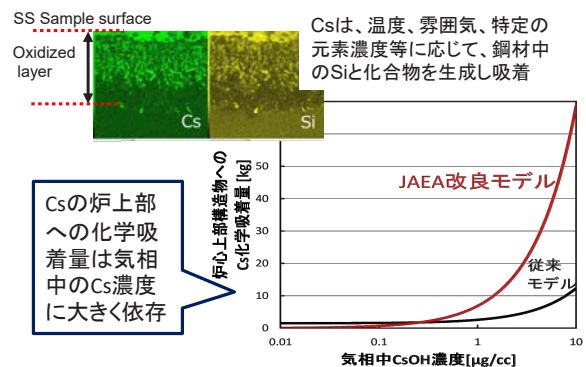 SS Sample surface
Oxidized
layer
Cs
Si
Csは、温度、雰囲気、特定の
元素濃度等に応じて、鋼材中
のSiと化合物を生成し吸着
Csの炉上部
への化学吸
着量は気相
中のCs濃度
に大きく依存
炉心上部構造物への
Cs化学吸着量 [kg]
50
40
30
20
10
0
JAEA改良モデル
従来
モデル
0.01
0.1
1
10
気相中CsOH濃度[μg/cc]